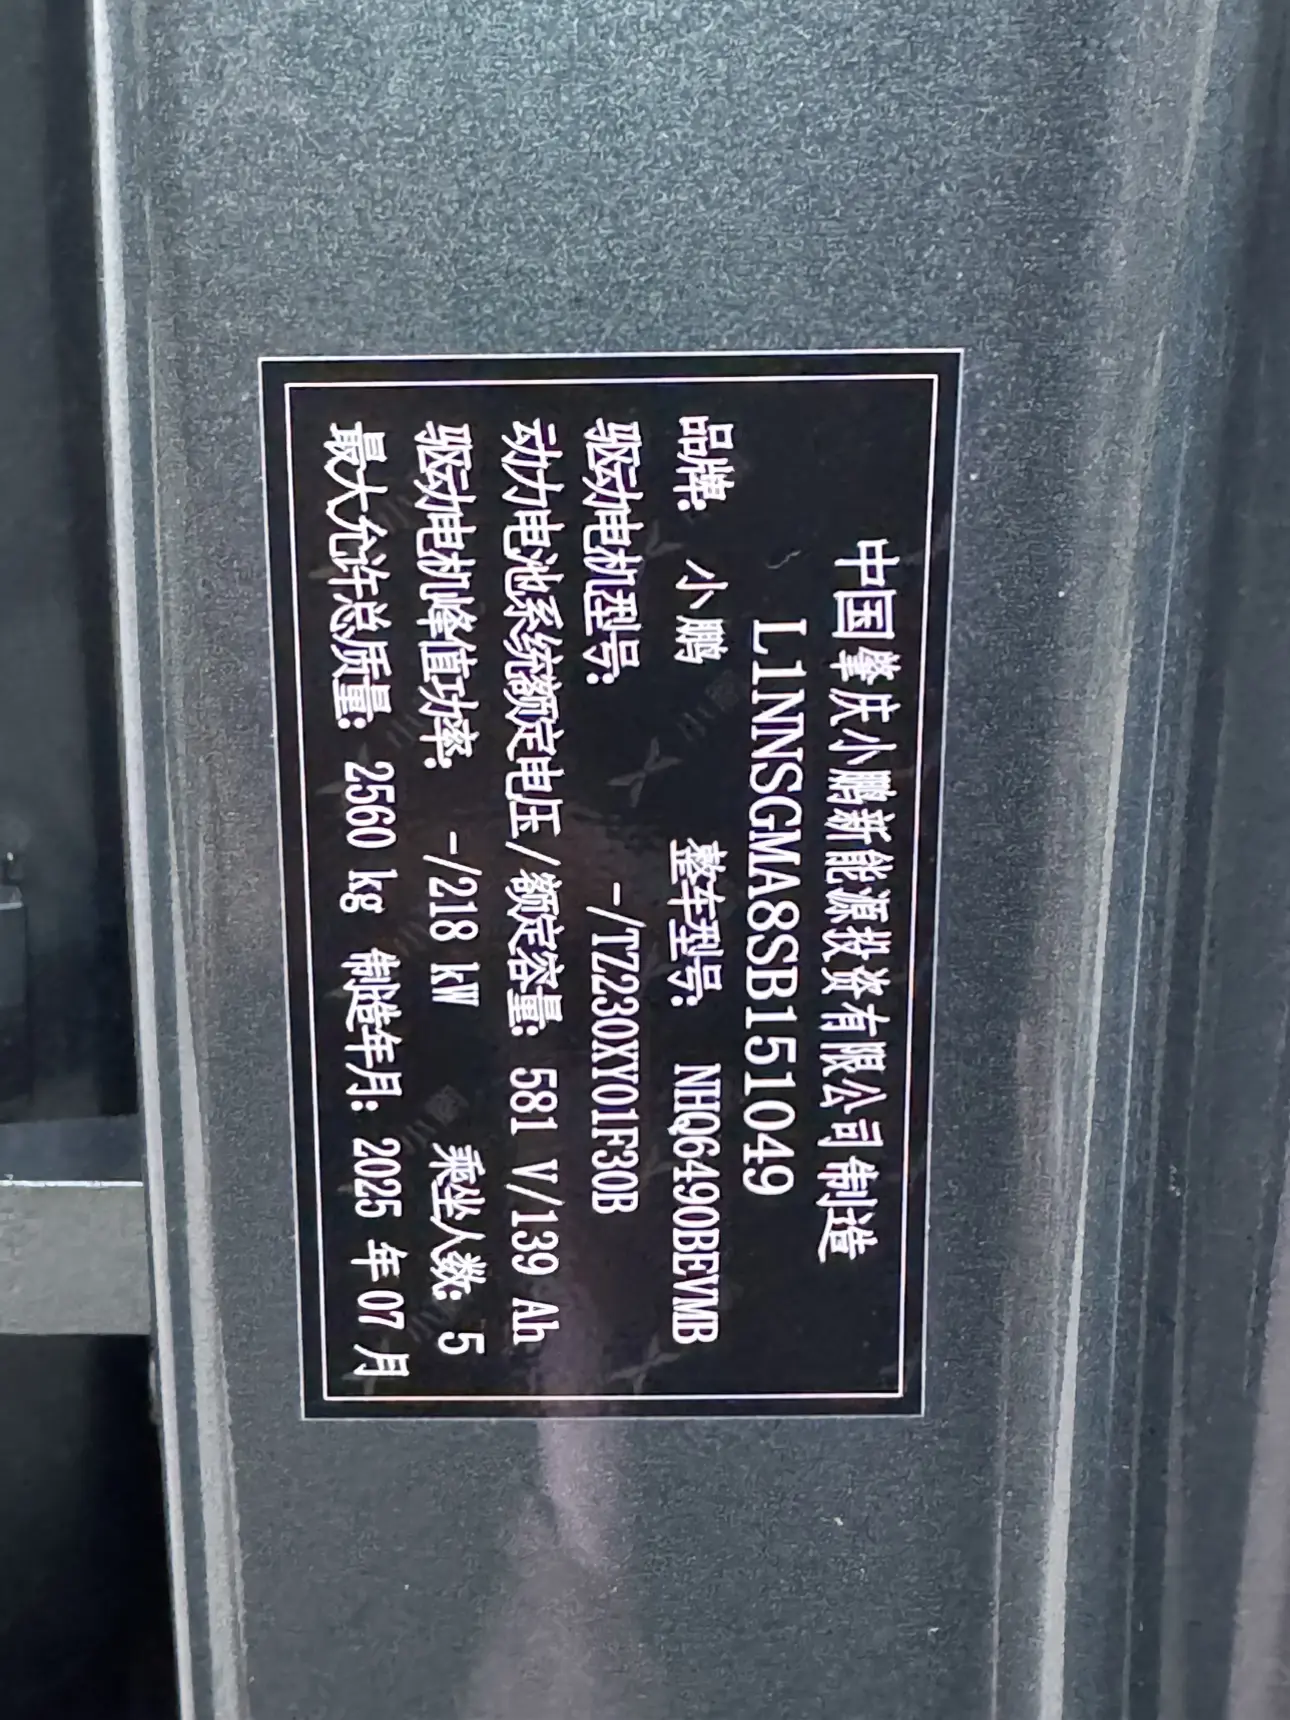 中国肇庆小鹏新能源投资有限公司制造
L1NNSGMA8SB151049
品牌: 小鹏 整车型号: NHQ6490BEVMB
驱动电机型号: -/TZ230XY01F30B
动力电池系统额定电压/额定容量: 581 V/139 Ah
驱动电机峰值功率: -/218 kW 乘坐人数: 5
最大允许总质量: 2560 kg 制造年月: 2025 年 07 月